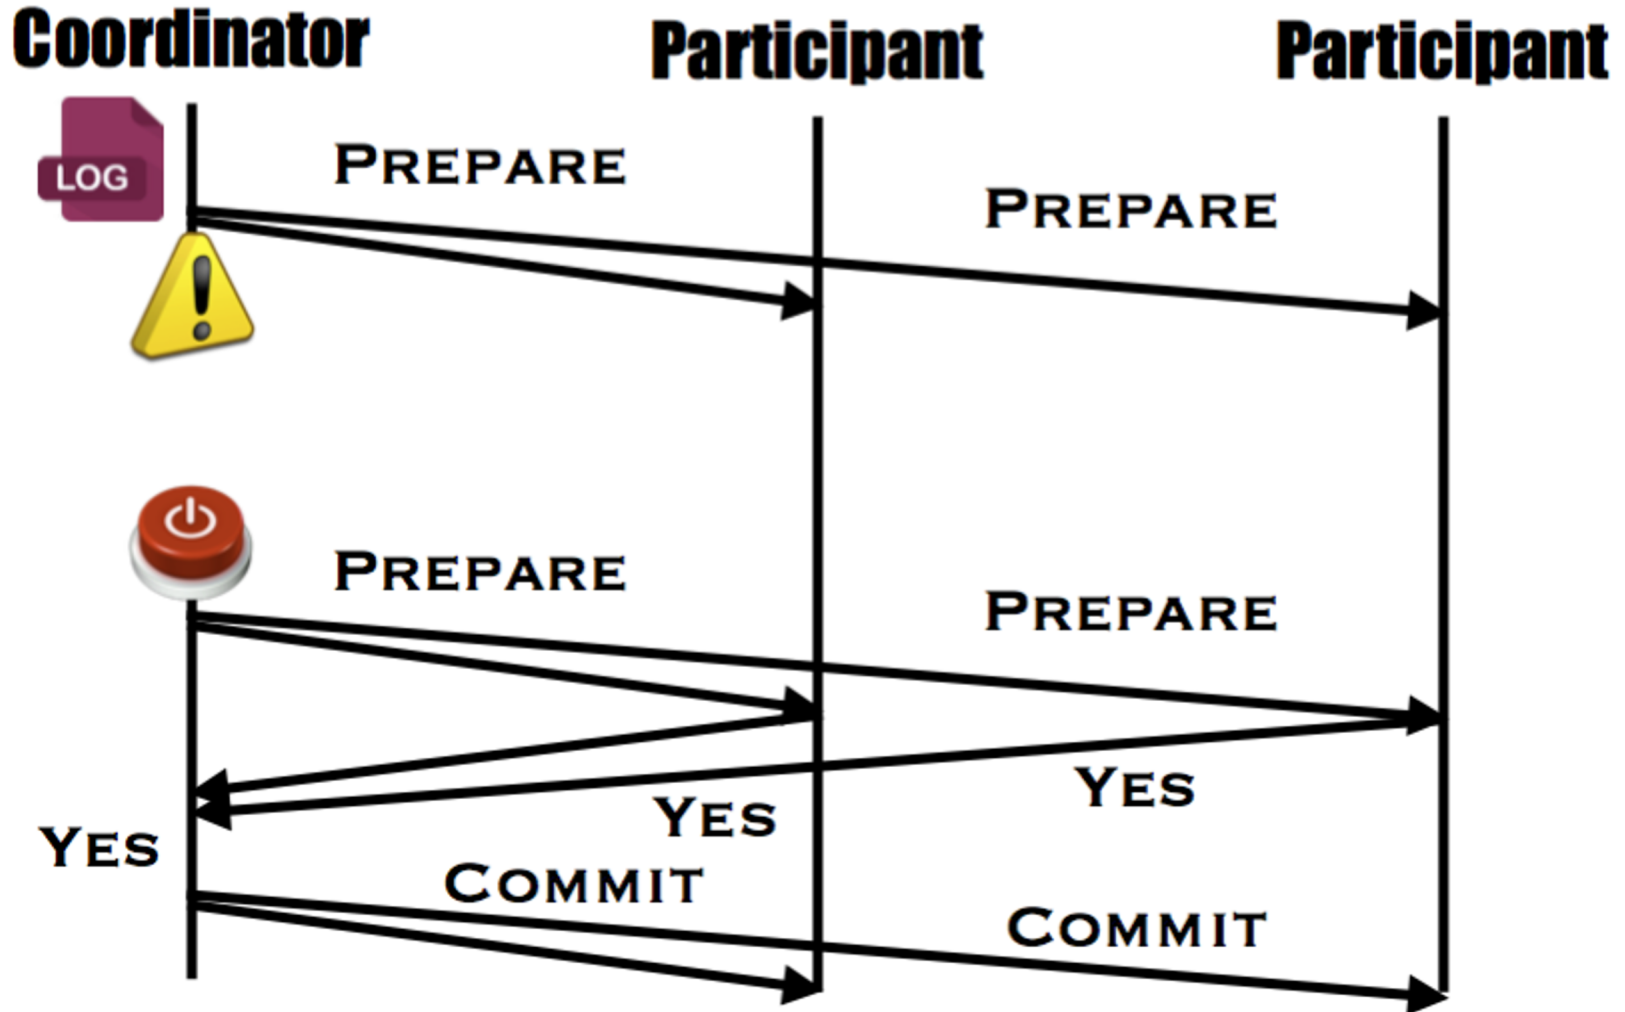 Coordinator Participant Participant
LOG
PREPARE
PREPARE
PREPARE
PREPARE
YES
YES
YES
COMMIT
COMMIT